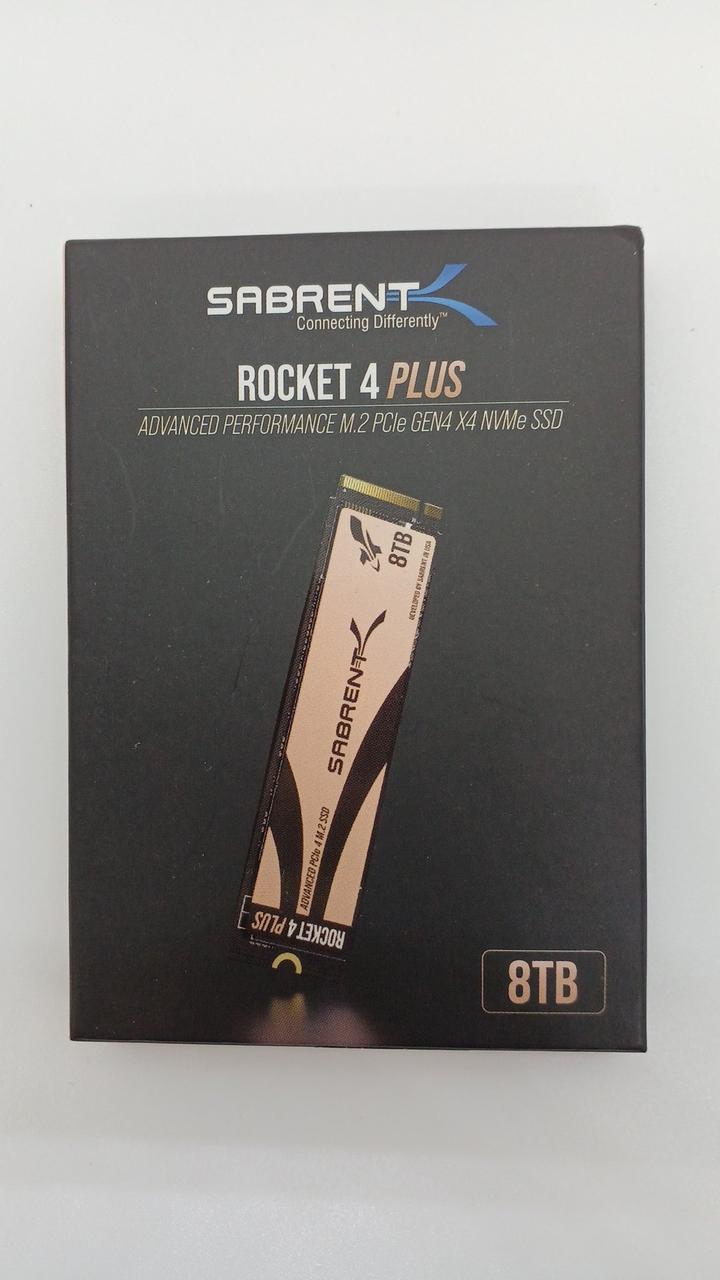 SABRENT
Connecting Differently™
ROCKET 4 PLUS
ADVANCED PERFORMANCE M.2 PCIe GEN4 X4 NVMe SSD
8TB
DEVELOPED BY SABRENT IN USA
SABRENT
ADVANCED PCIe 4 M.2 SSD
ROCKET 4 PLUS
8TB